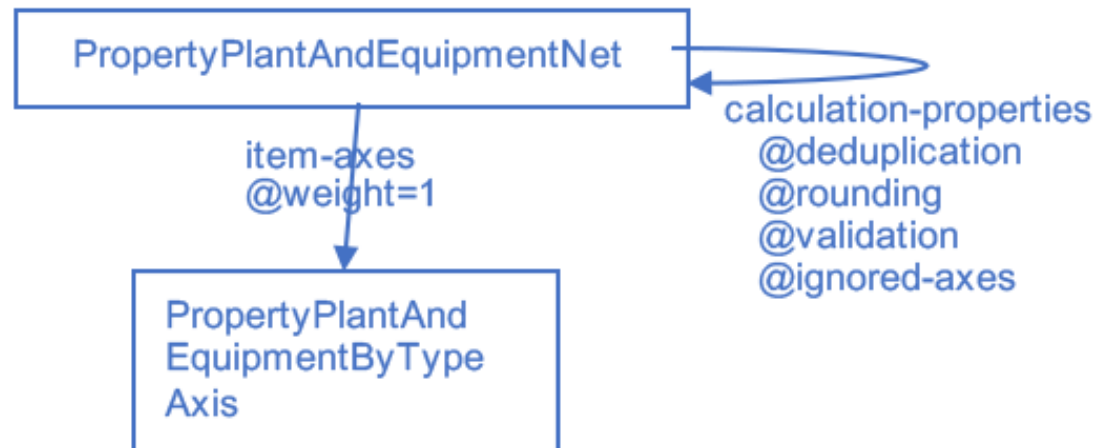 PropertyPlantAndEquipmentNet
calculation-properties
@deduplication
@rounding
@validation
@ignored-axes
item-axes
@weight=1
PropertyPlantAnd
EquipmentByType
Axis